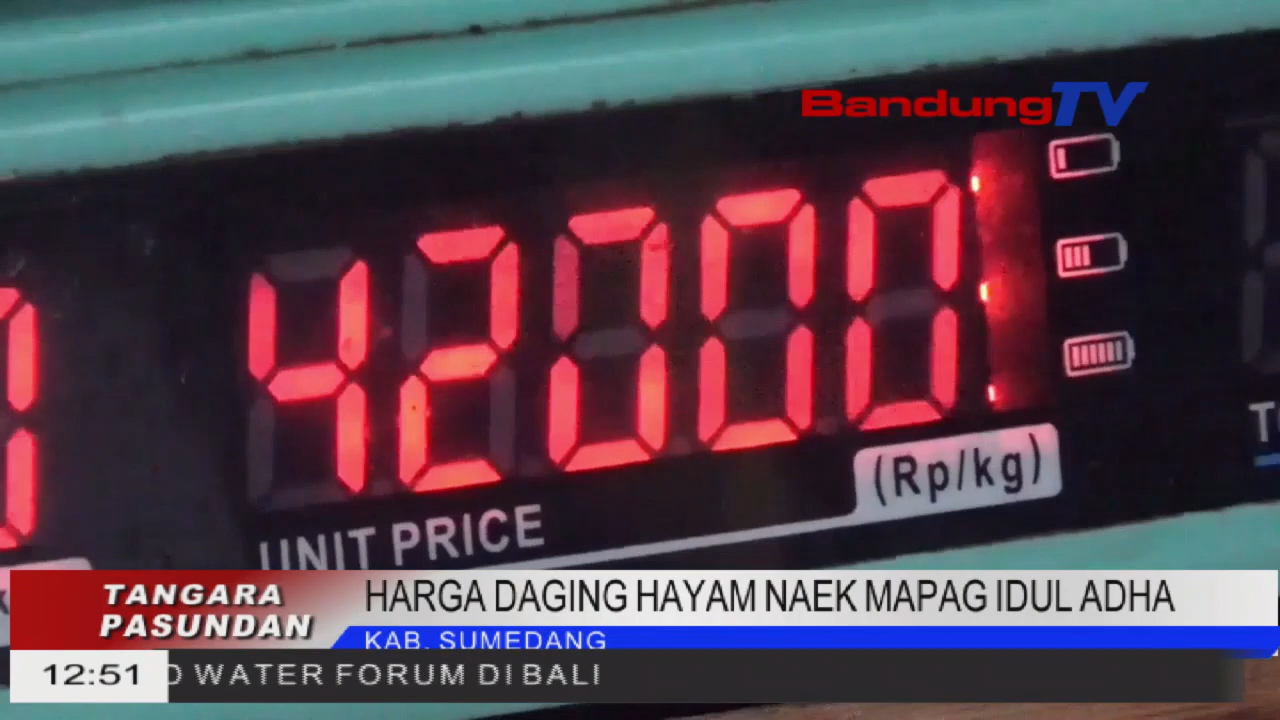 BandungTV
42000
(Rp/kg)
UNIT PRICE
TANGARA
PASUNDAN
HARGA DAGING HAYAM NAEK MAPAG IDUL ADHA
KAB. SUMEDANG
12:51
WATER FORUM DI BALI